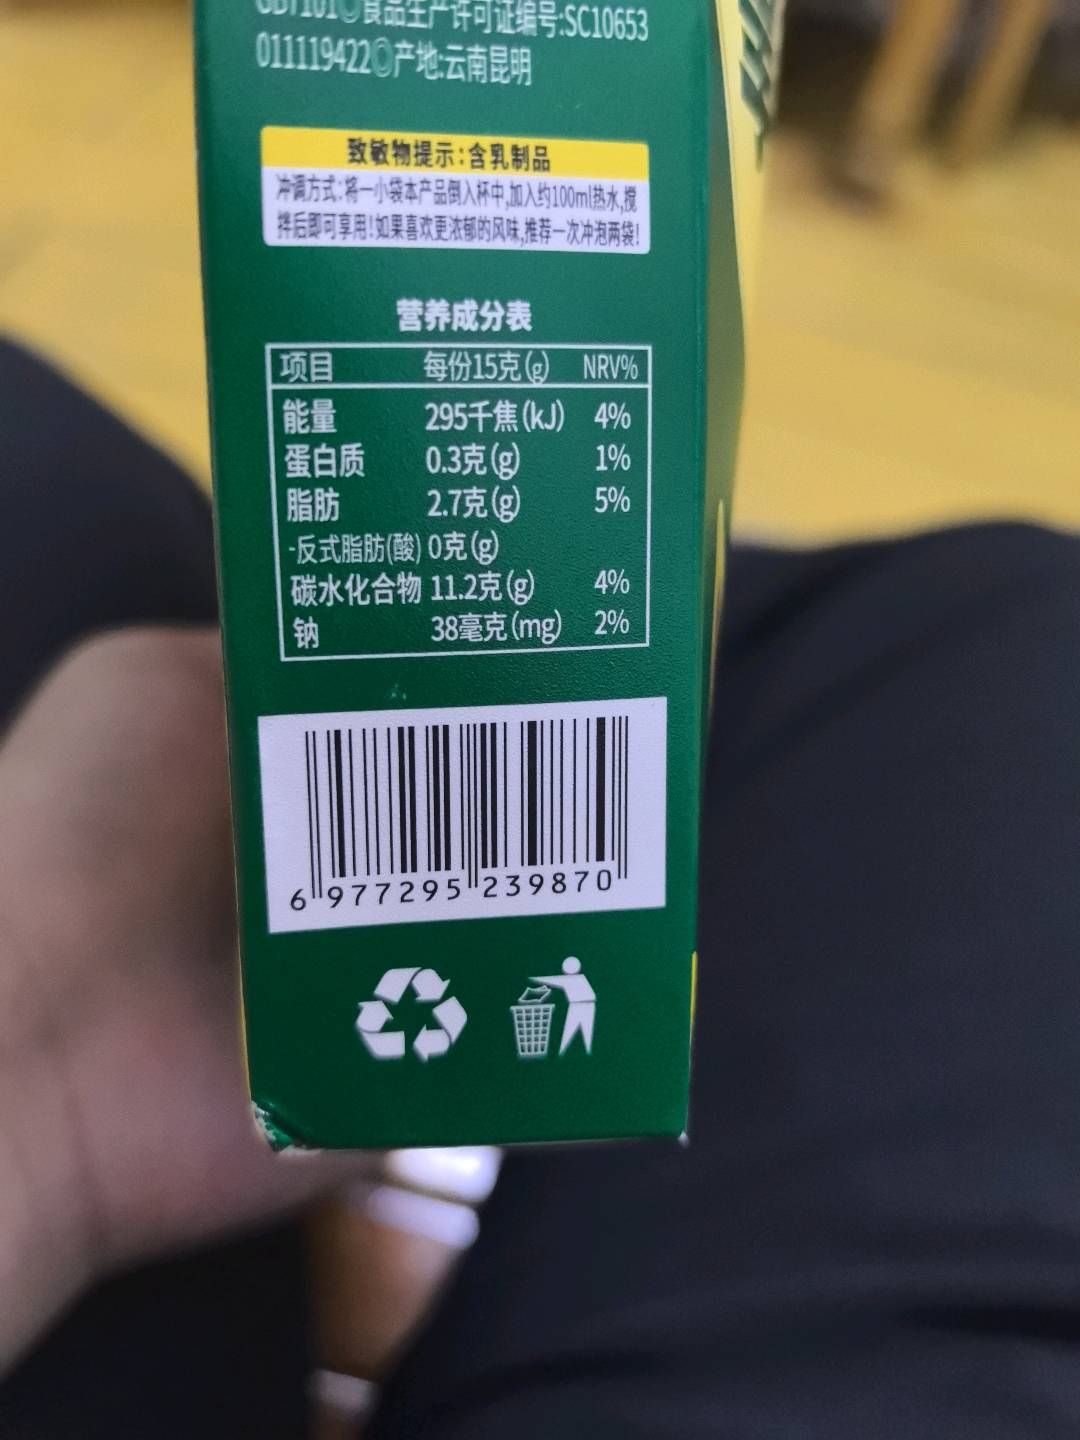 GB7101◎食品生产许可证编号:SC10653
011119422◎产地:云南昆明
致敏物提示:含乳制品
冲调方式:将一小袋本产品倒入杯中,加入约100ml热水,搅
拌后即可享用!如果喜欢更浓郁的风味,推荐一次冲泡两袋!
营养成分表
项目 每份15克(g) NRV%
能量 295千焦(kJ) 4%
蛋白质 0.3克(g) 1%
脂肪 2.7克(g) 5%
-反式脂肪(酸) 0克(g)
碳水化合物 11.2克(g) 4%
钠 38毫克(mg) 2%
6 977295 239870